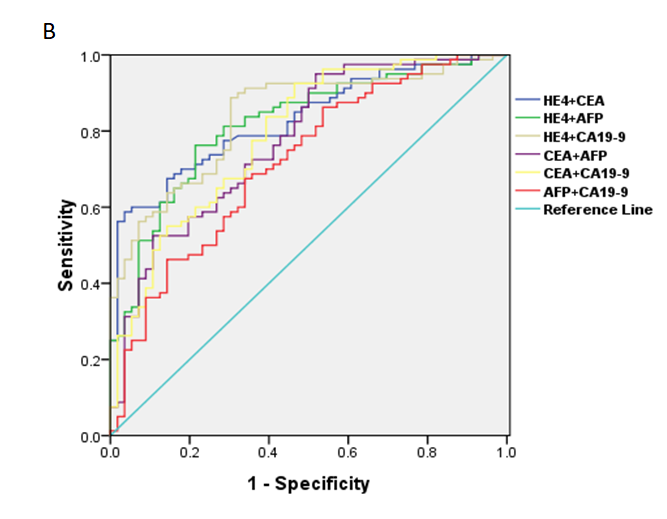 B
1.0
0.8
0.6
0.4
0.2
0.0
Sensitivity
0.0 0.2 0.4 0.6 0.8 1.0
1 - Specificity
HE4+CEA
HE4+AFP
HE4+CA19-9
CEA+AFP
CEA+CA19-9
AFP+CA19-9
Reference Line